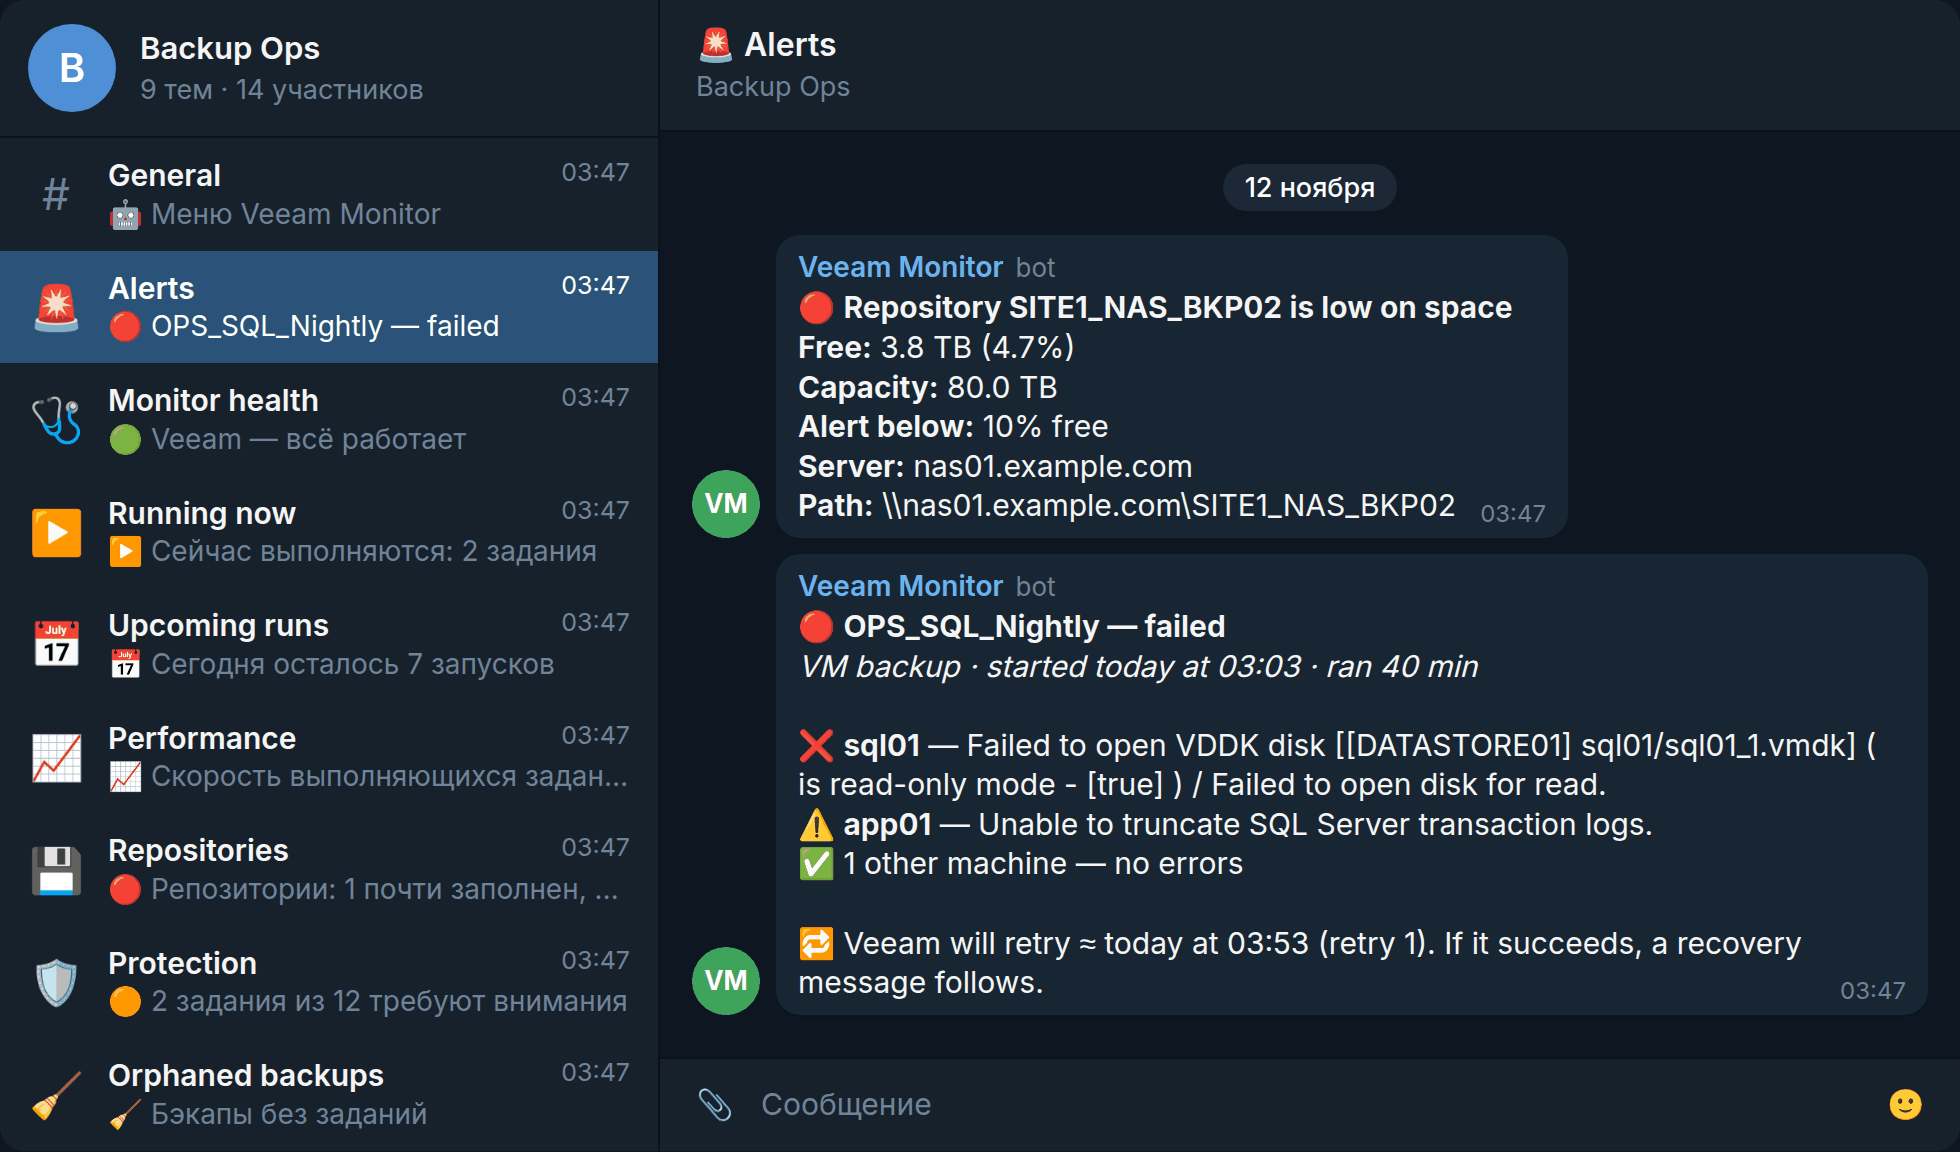 B
Backup Ops
9 тем · 14 участников
# General 03:47
🤖 Меню Veeam Monitor
Alerts 03:47
🔴 OPS_SQL_Nightly — failed
Monitor health 03:47
🟢 Veeam — всё работает
Running now 03:47
▶️ Сейчас выполняются: 2 задания
Upcoming runs 03:47
📅 Сегодня осталось 7 запусков
Performance 03:47
📈 Скорость выполняющихся задан...
Repositories 03:47
🔴 Репозитории: 1 почти заполнен, ...
Protection 03:47
🟠 2 задания из 12 требуют внимания
Orphaned backups 03:47
🧹 Бэкапы без заданий
🚨 Alerts
Backup Ops
12 ноября
Veeam Monitor bot
🔴 Repository SITE1_NAS_BKP02 is low on space
Free: 3.8 TB (4.7%)
Capacity: 80.0 TB
Alert below: 10% free
Server: nas01.example.com
Path: \\nas01.example.com\SITE1_NAS_BKP02 03:47
VM
Veeam Monitor bot
🔴 OPS_SQL_Nightly — failed
VM backup · started today at 03:03 · ran 40 min
❌ sql01 — Failed to open VDDK disk [[DATASTORE01] sql01/sql01_1.vmdk] (
is read-only mode - [true] ) / Failed to open disk for read.
⚠️ app01 — Unable to truncate SQL Server transaction logs.
✅ 1 other machine — no errors
🔁 Veeam will retry ≈ today at 03:53 (retry 1). If it succeeds, a recovery
message follows. 03:47
VM
Сообщение